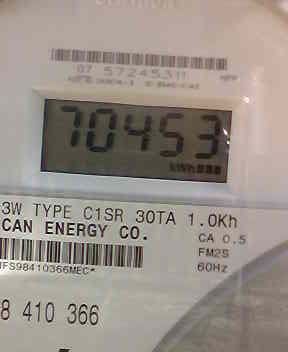 07 57245311
70453
kWh
3W TYPE C1SR 30TA 1.0Kh
CAN ENERGY CO. CA 0.5
FM2S
60Hz
MFS98410366MEC*
8 410 366